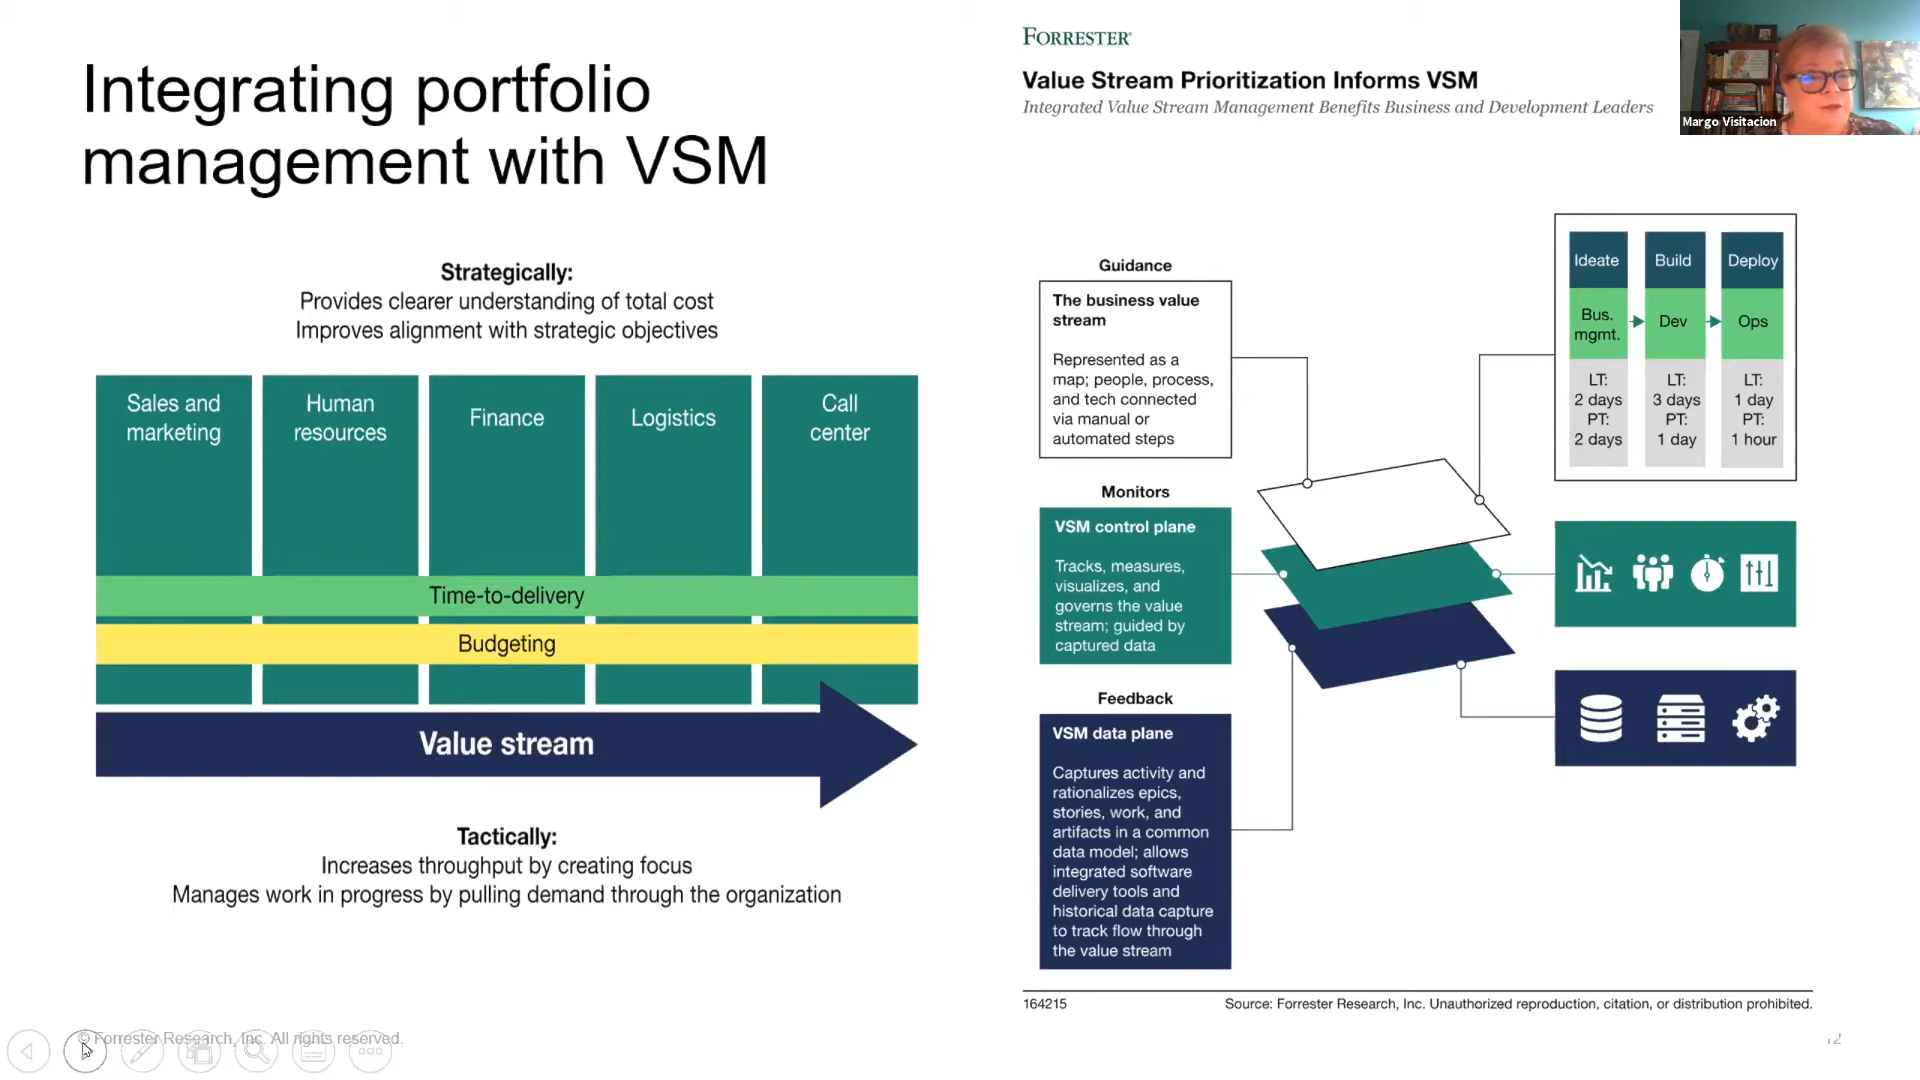 Integrating portfolio
management with VSM
Strategically:
Provides clearer understanding of total cost
Improves alignment with strategic objectives
Sales and
marketing
Human
resources
Finance
Logistics
Call
center
Time-to-delivery
Budgeting
Value stream
Tactically:
Increases throughput by creating focus
Manages work in progress by pulling demand through the organization
© Forrester Research, Inc. All rights reserved.
FORRESTER®
Value Stream Prioritization Informs VSM
Integrated Value Stream Management Benefits Business and Development Leaders
Margo Visitacion
Guidance
The business value
stream
Represented as a
map; people, process,
and tech connected
via manual or
automated steps
Monitors
VSM control plane
Tracks, measures,
visualizes, and
governs the value
stream; guided by
captured data
Feedback
VSM data plane
Captures activity and
rationalizes epics,
stories, work, and
artifacts in a common
data model; allows
integrated software
delivery tools and
historical data capture
to track flow through
the value stream
Ideate
Bus.
mgmt.
LT:
2 days
PT:
2 days
Build
Dev
LT:
3 days
PT:
1 day
Deploy
Ops
LT:
1 day
PT:
1 hour
164215
Source: Forrester Research, Inc. Unauthorized reproduction, citation, or distribution prohibited.
12